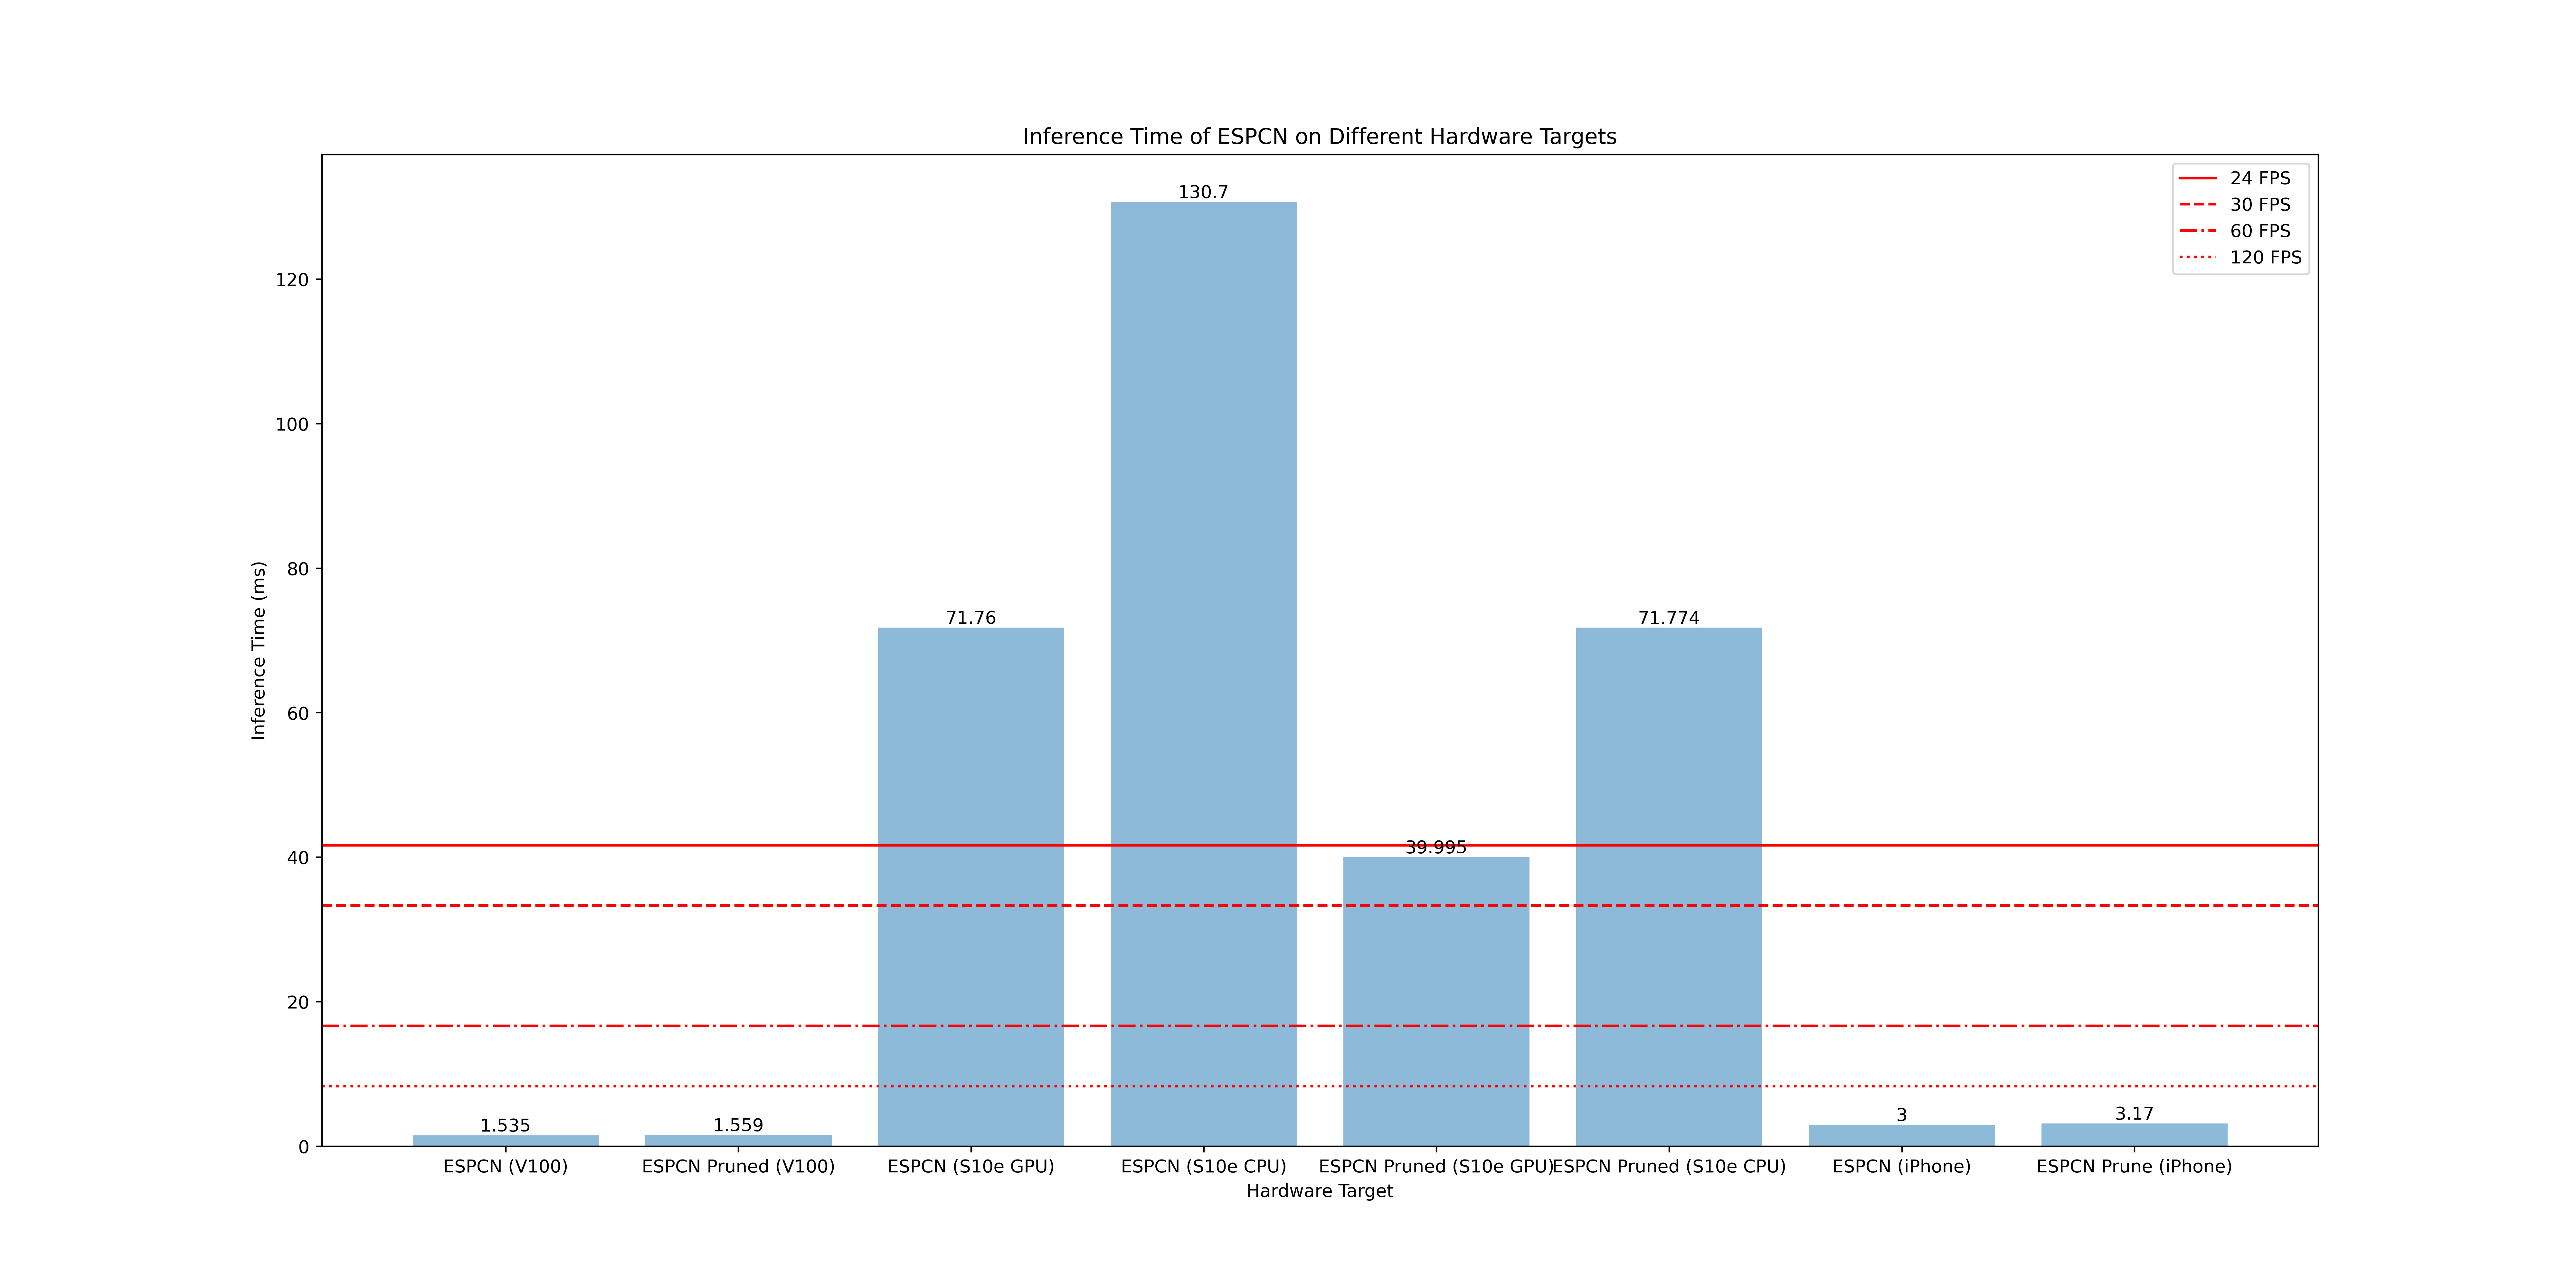 Inference Time of ESPCN on Different Hardware Targets
24 FPS
30 FPS
60 FPS
120 FPS
Inference Time (ms)
120
100
80
60
40
20
0
1.535
1.559
71.76
130.7
39.995
71.774
3
3.17
ESPCN (V100)
ESPCN Pruned (V100)
ESPCN (S10e GPU)
ESPCN (S10e CPU)
ESPCN Pruned (S10e GPU)
ESPCN Pruned (S10e CPU)
ESPCN (iPhone)
ESPCN Prune (iPhone)
Hardware Target